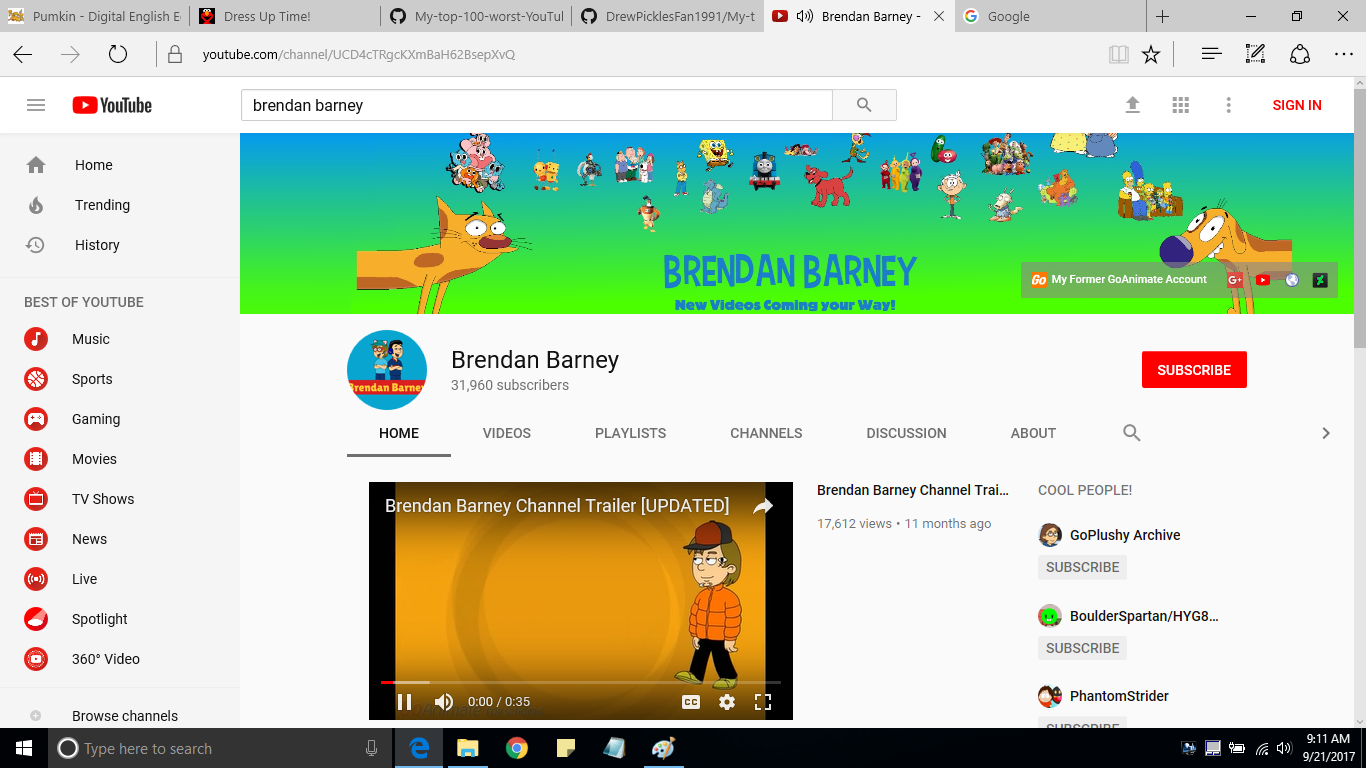 Pumkin - Digital English E
Dress Up Time!
My-top-100-worst-YouTul
DrewPicklesFan1991/My-t
Brendan Barney -
Google
youtube.com/channel/UCD4cTRgcKXmBaH62BsepXvQ
YouTube
brendan barney
SIGN IN
Home
Trending
History
BEST OF YOUTUBE
Music
Sports
Gaming
Movies
TV Shows
News
Live
Spotlight
360° Video
Browse channels
BRENDAN BARNEY
New Videos Coming your Way!
Go My Former GoAnimate Account
G+
Brendan Barney
Brendan Barney
31,960 subscribers
SUBSCRIBE
HOME
VIDEOS
PLAYLISTS
CHANNELS
DISCUSSION
ABOUT
Brendan Barney Channel Trailer [UPDATED]
0:00 / 0:35
CC
Brendan Barney Channel Trai...
17,612 views • 11 months ago
COOL PEOPLE!
GoPlushy Archive
SUBSCRIBE
BoulderSpartan/HYG8...
SUBSCRIBE
PhantomStrider
SUBSCRIBE
Type here to search
9:11 AM
9/21/2017